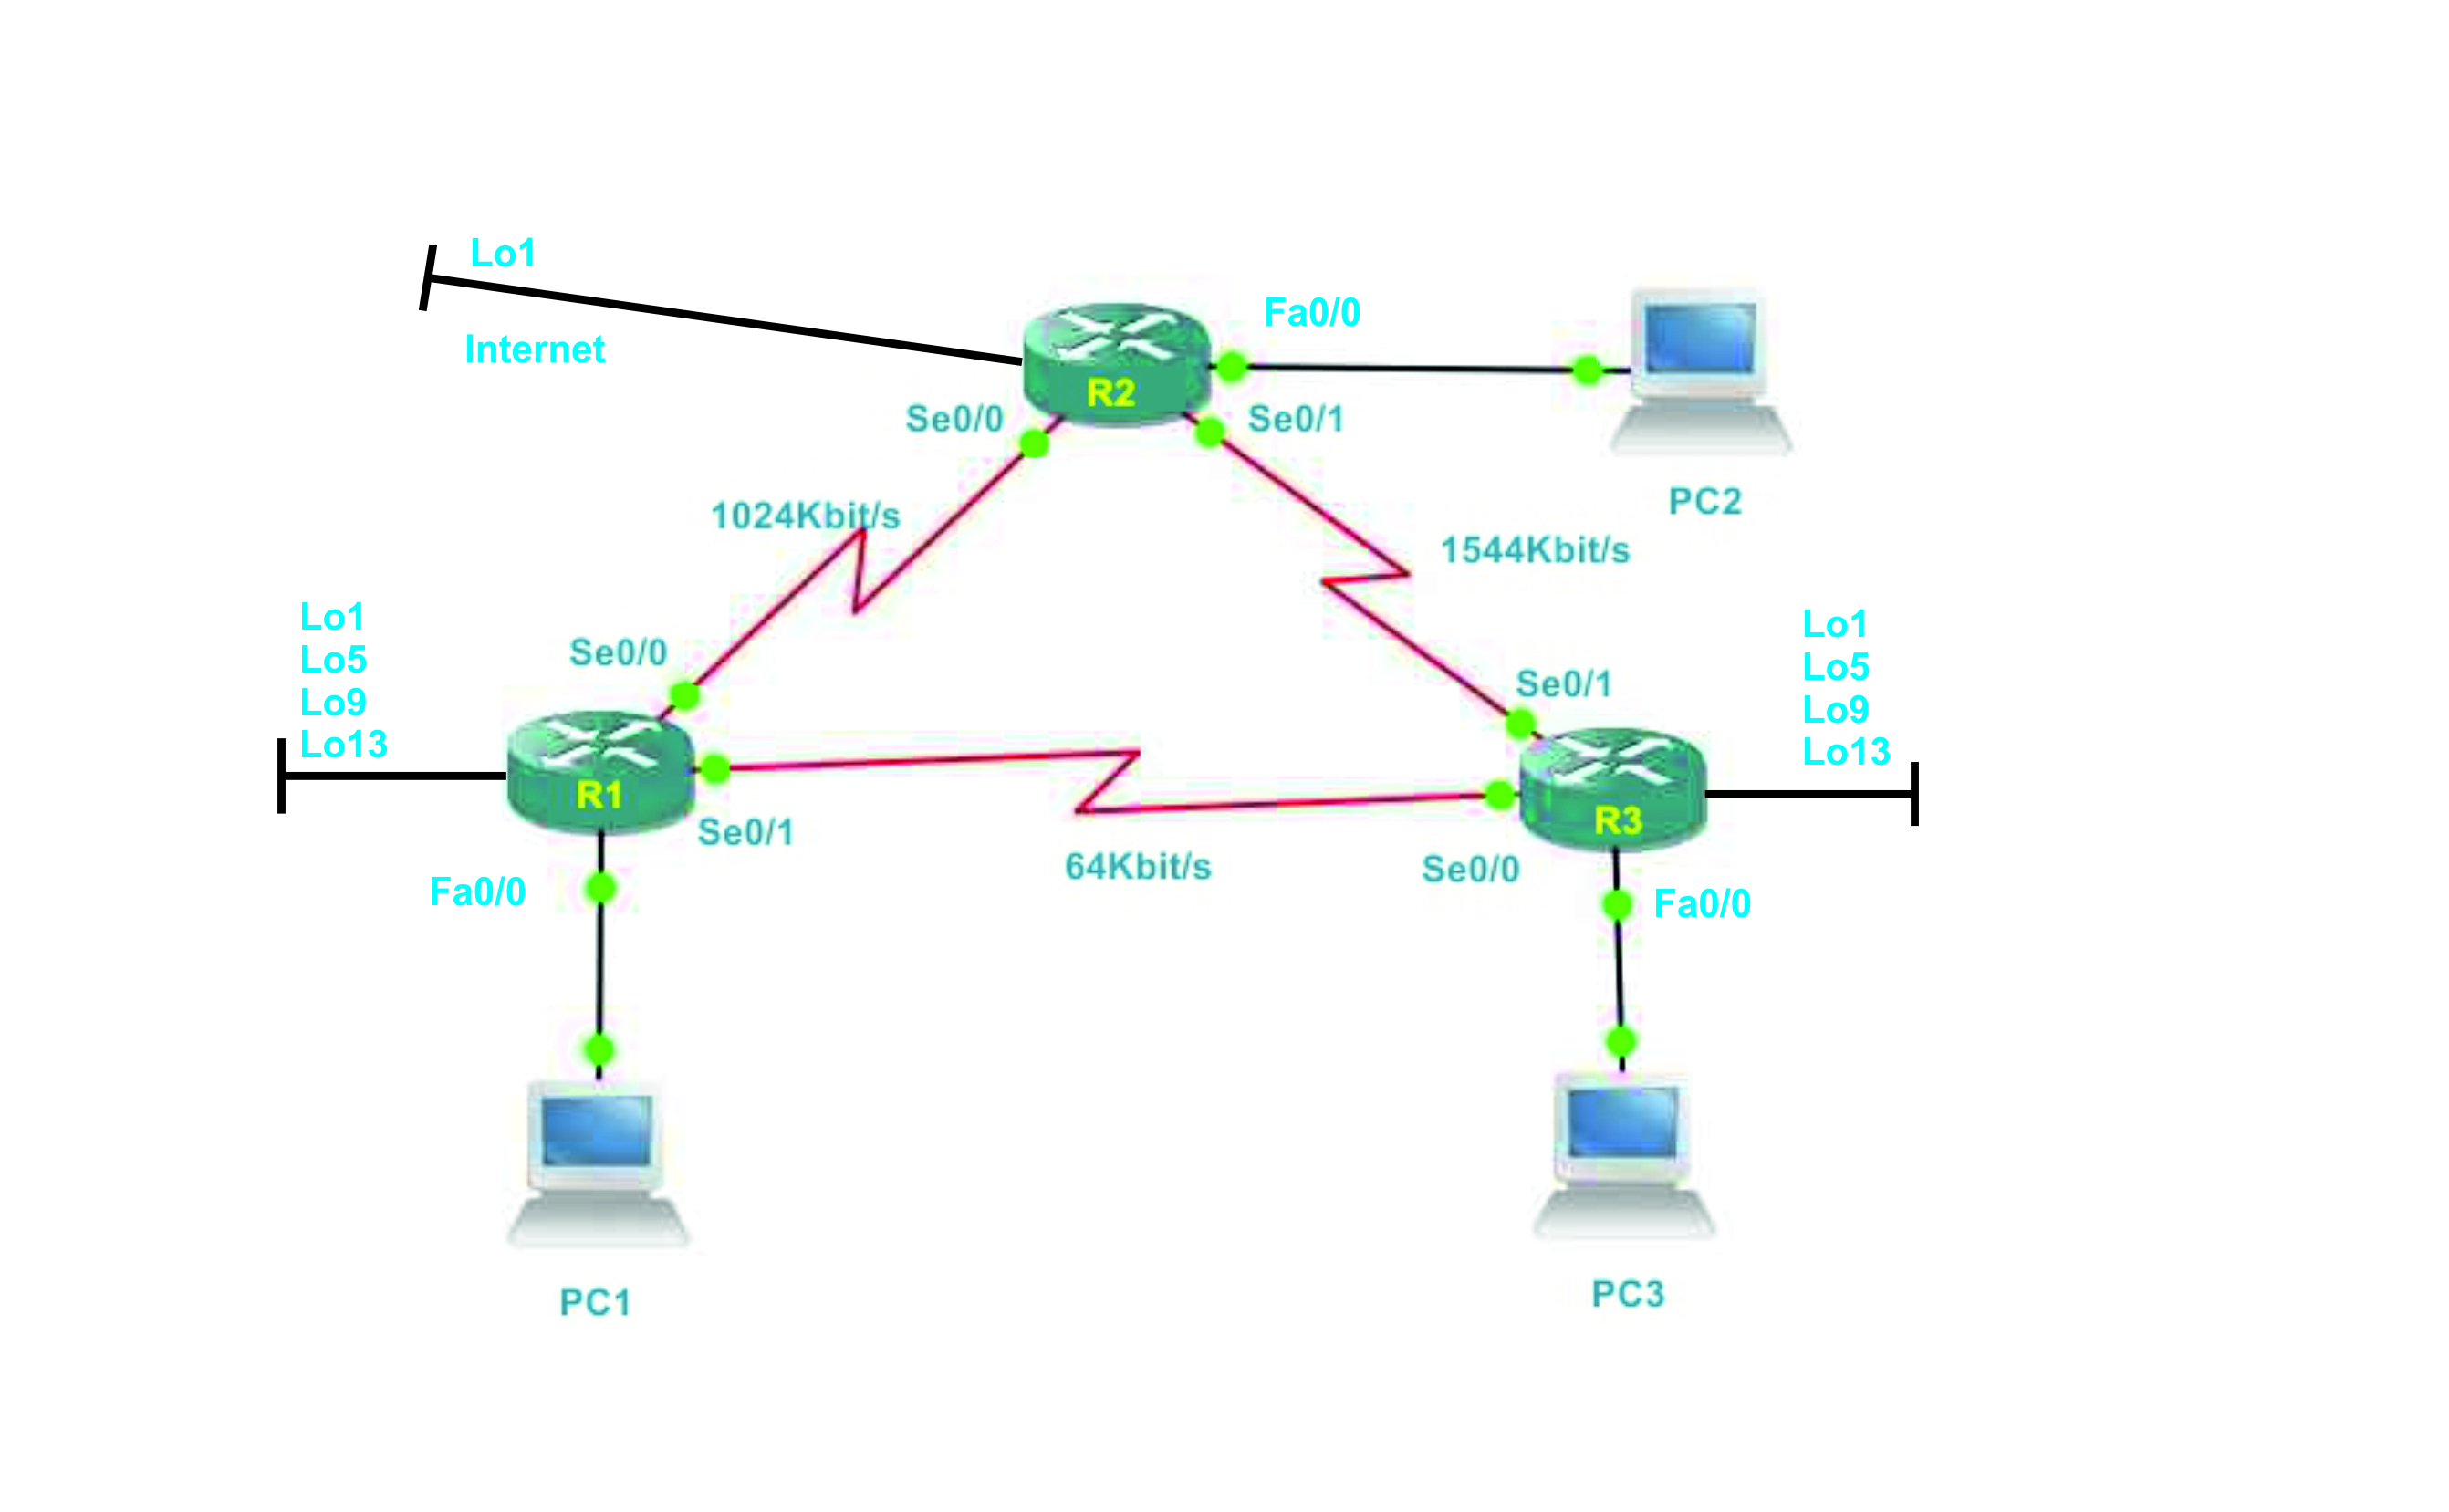 Lo1
Internet
Fa0/0
R2
Se0/0
Se0/1
PC2
1024Kbit/s
1544Kbit/s
Lo1
Lo5
Lo9
Lo13
Se0/0
R1
Se0/1
Fa0/0
64Kbit/s
Se0/1
Lo1
Lo5
Lo9
Lo13
R3
Se0/0
Fa0/0
PC1
PC3